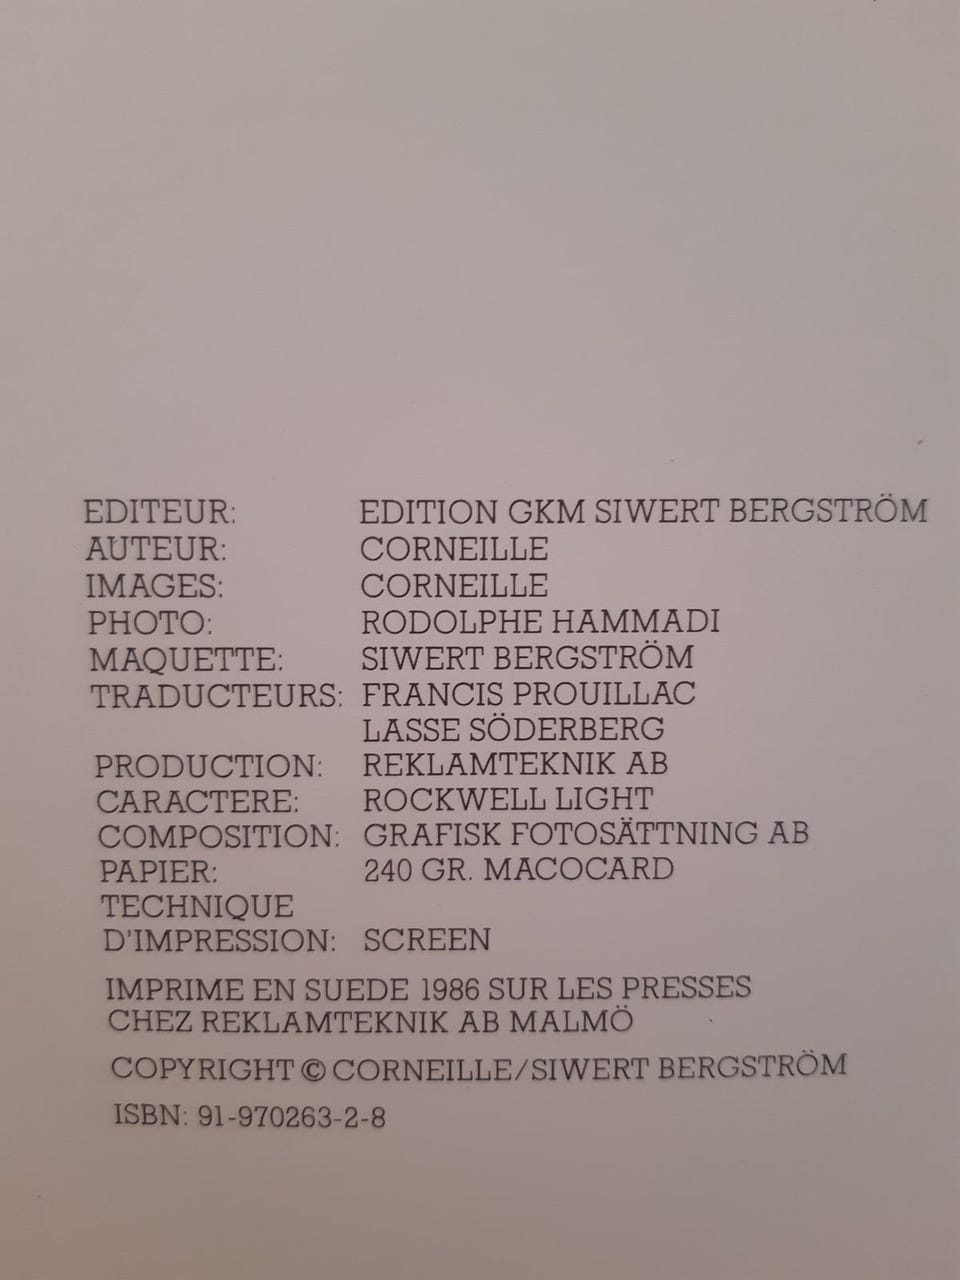 EDITEUR: EDITION GKM SIWERT BERGSTRÖM
AUTEUR: CORNEILLE
IMAGES: CORNEILLE
PHOTO: RODOLPHE HAMMADI
MAQUETTE: SIWERT BERGSTRÖM
TRADUCTEURS: FRANCIS PROUILLAC
LASSE SÖDERBERG
PRODUCTION: REKLAMTEKNIK AB
CARACTERE: ROCKWELL LIGHT
COMPOSITION: GRAFISK FOTOSÄTTNING AB
PAPIER: 240 GR. MACOCARD
TECHNIQUE
D'IMPRESSION: SCREEN
IMPRIME EN SUEDE 1986 SUR LES PRESSES
CHEZ REKLAMTEKNIK AB MALMÖ
COPYRIGHT © CORNEILLE/SIWERT BERGSTRÖM
ISBN: 91-970263-2-8